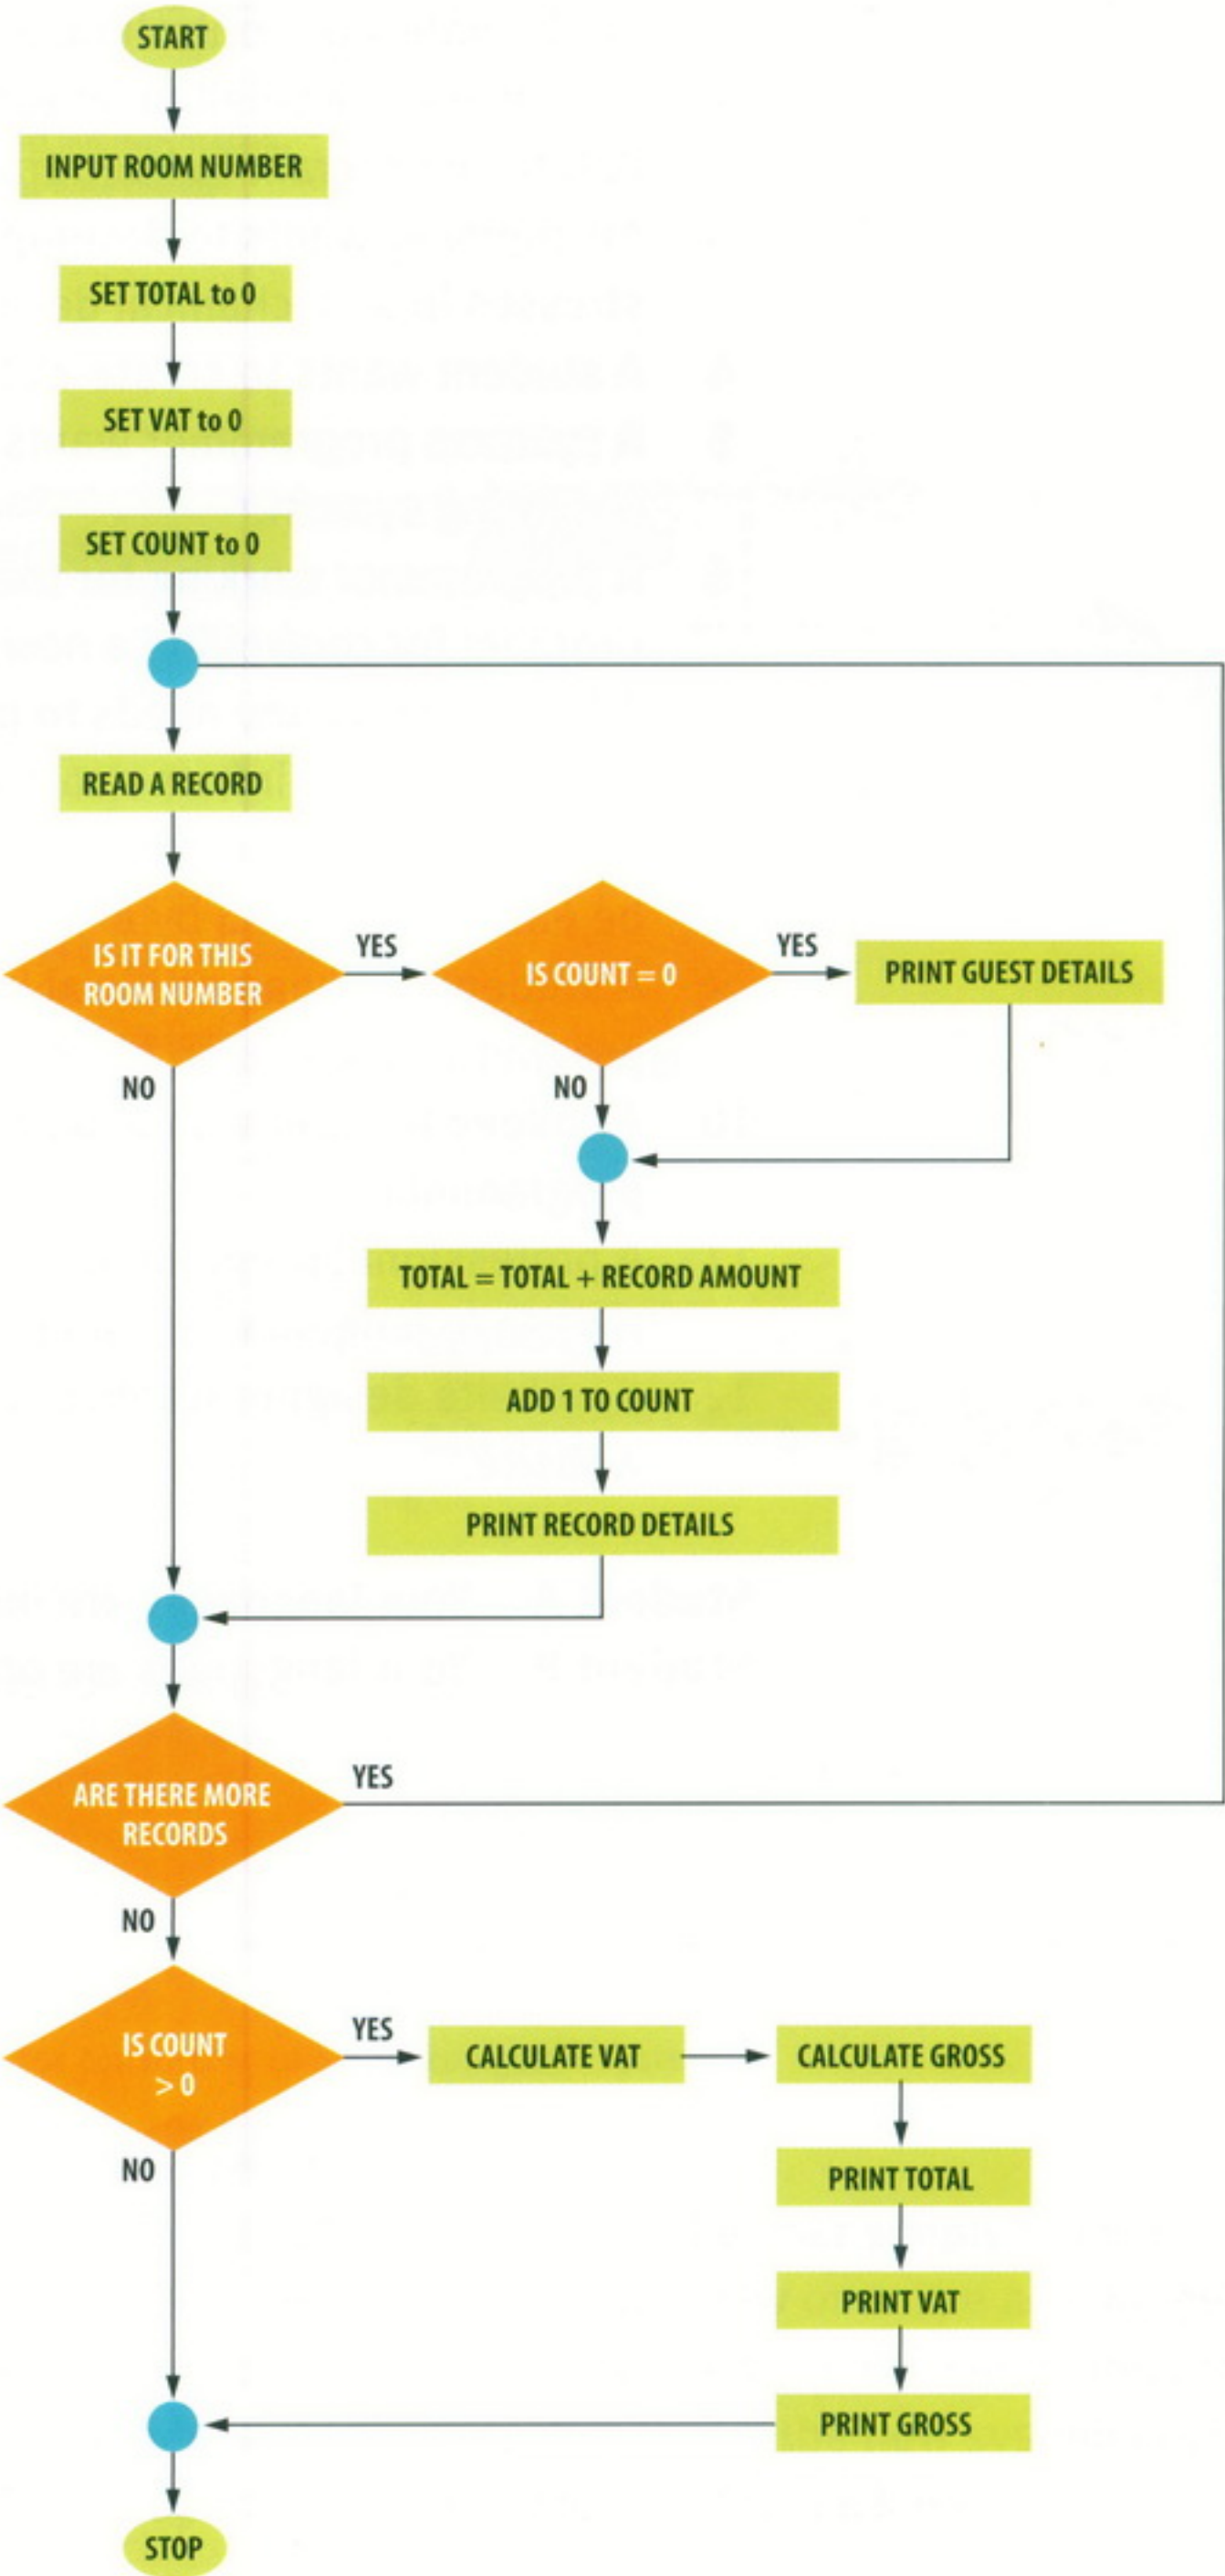 START
INPUT ROOM NUMBER
SET TOTAL to 0
SET VAT to 0
SET COUNT to 0
READ A RECORD
IS IT FOR THIS
ROOM NUMBER
YES
IS COUNT = 0
YES
PRINT GUEST DETAILS
NO
NO
TOTAL = TOTAL + RECORD AMOUNT
ADD 1 TO COUNT
PRINT RECORD DETAILS
ARE THERE MORE
RECORDS
YES
NO
IS COUNT
> 0
YES
CALCULATE VAT
CALCULATE GROSS
NO
PRINT TOTAL
PRINT VAT
PRINT GROSS
STOP